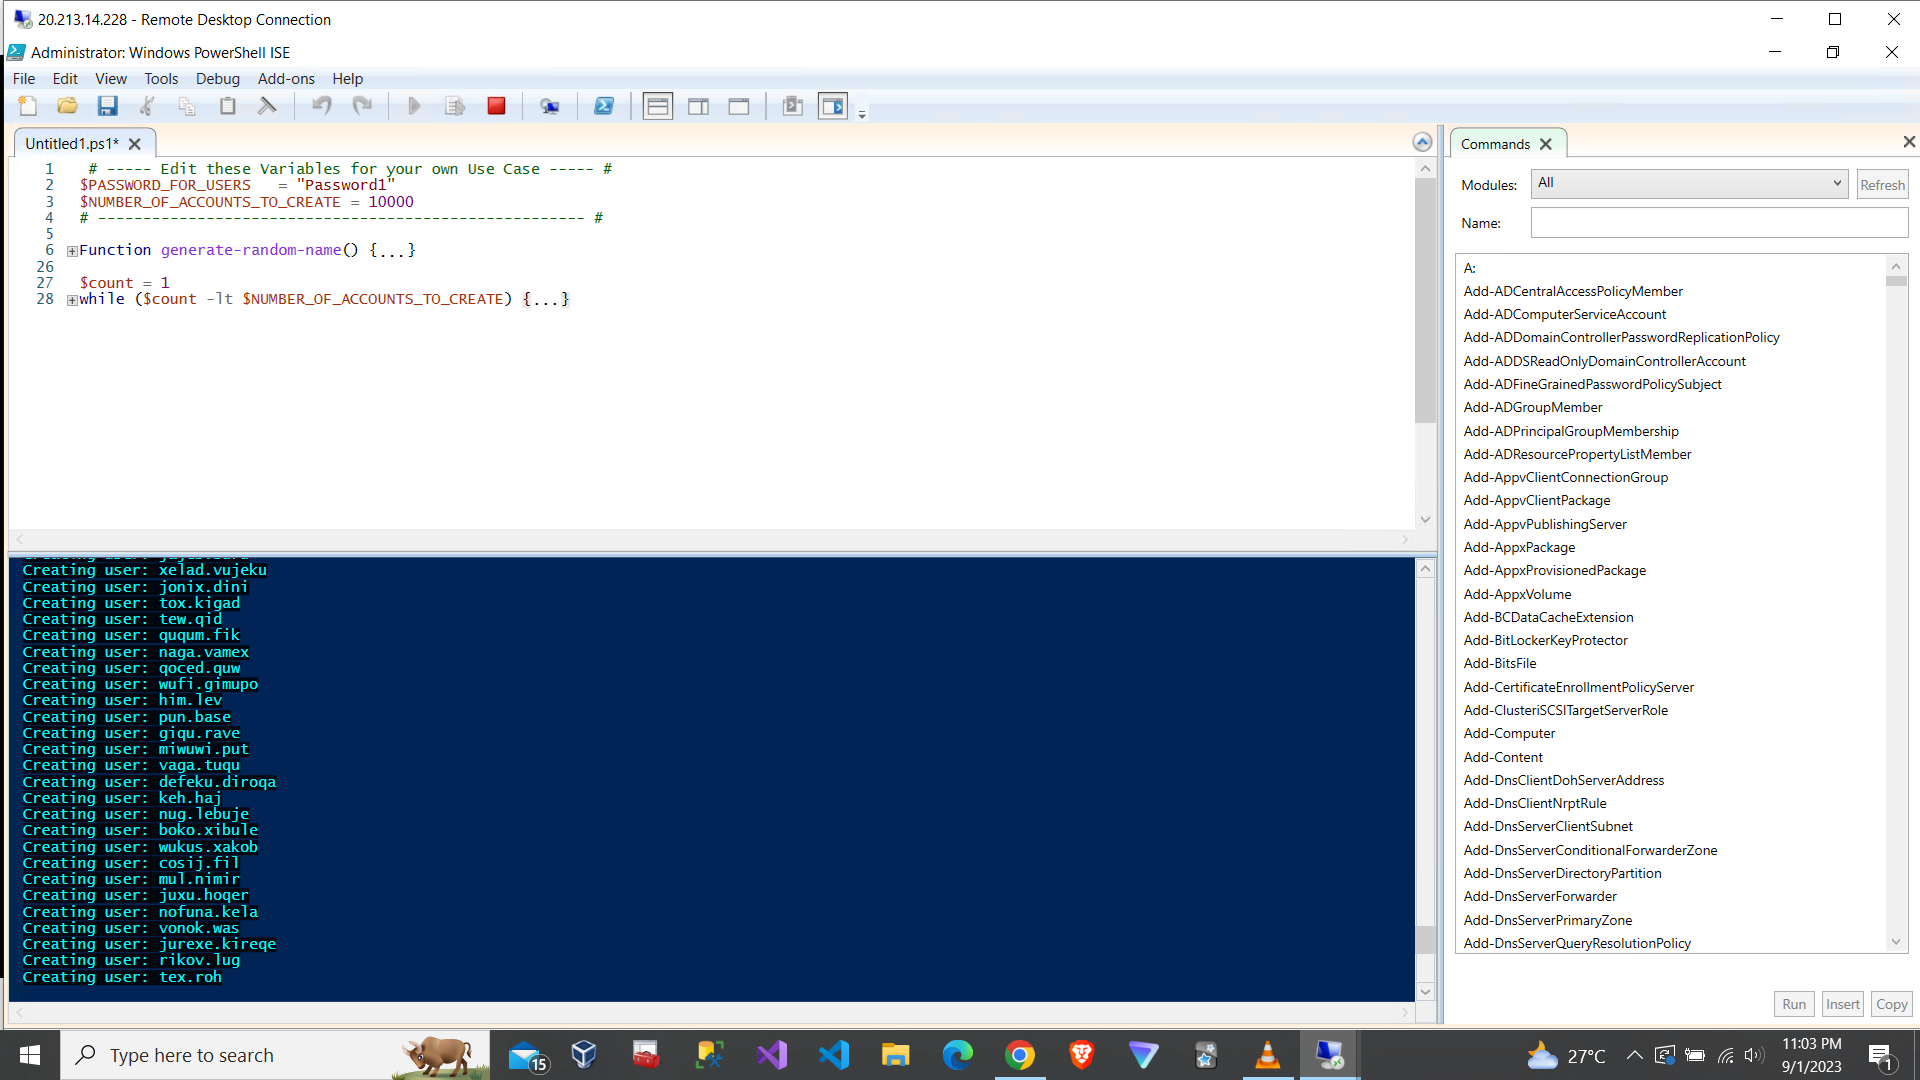 20.213.14.228 - Remote Desktop Connection
Administrator: Windows PowerShell ISE
File Edit View Tools Debug Add-ons Help
Untitled1.ps1*
1 # ----- Edit these Variables for your own Use Case ----- #
2 $PASSWORD_FOR_USERS = "Password1"
3 $NUMBER_OF_ACCOUNTS_TO_CREATE = 10000
4 # ------------------------------------------------------ #
5
6 Function generate-random-name() {...}
26
27 $count = 1
28 while ($count -lt $NUMBER_OF_ACCOUNTS_TO_CREATE) {...}
Creating user: xelad.vujeku
Creating user: jonix.dini
Creating user: tox.kigad
Creating user: tew.qid
Creating user: ququm.fik
Creating user: naga.vamex
Creating user: qoced.quw
Creating user: wufi.gimupo
Creating user: him.lev
Creating user: pun.base
Creating user: giqu.rave
Creating user: miwuwi.put
Creating user: vaga.tuqu
Creating user: defeku.diroqa
Creating user: keh.haj
Creating user: nug.lebuje
Creating user: boko.xibule
Creating user: wukus.xakob
Creating user: cosij.fil
Creating user: mul.nimir
Creating user: juxu.hoqer
Creating user: nofuna.kela
Creating user: vonok.was
Creating user: jurexe.kireqe
Creating user: rikov.lug
Creating user: tex.roh
Commands
Modules: All Refresh
Name:
A:
Add-ADCentralAccessPolicyMember
Add-ADComputerServiceAccount
Add-ADDomainControllerPasswordReplicationPolicy
Add-ADDSReadOnlyDomainControllerAccount
Add-ADFineGrainedPasswordPolicySubject
Add-ADGroupMember
Add-ADPrincipalGroupMembership
Add-ADResourcePropertyListMember
Add-AppvClientConnectionGroup
Add-AppvClientPackage
Add-AppvPublishingServer
Add-AppxPackage
Add-AppxProvisionedPackage
Add-AppxVolume
Add-BCDataCacheExtension
Add-BitLockerKeyProtector
Add-BitsFile
Add-CertificateEnrollmentPolicyServer
Add-ClusteriSCSITargetServerRole
Add-Computer
Add-Content
Add-DnsClientDohServerAddress
Add-DnsClientNrptRule
Add-DnsServerClientSubnet
Add-DnsServerConditionalForwarderZone
Add-DnsServerDirectoryPartition
Add-DnsServerForwarder
Add-DnsServerPrimaryZone
Add-DnsServerQueryResolutionPolicy
Run Insert Copy
Type here to search
15
27°C
11:03 PM
9/1/2023
1